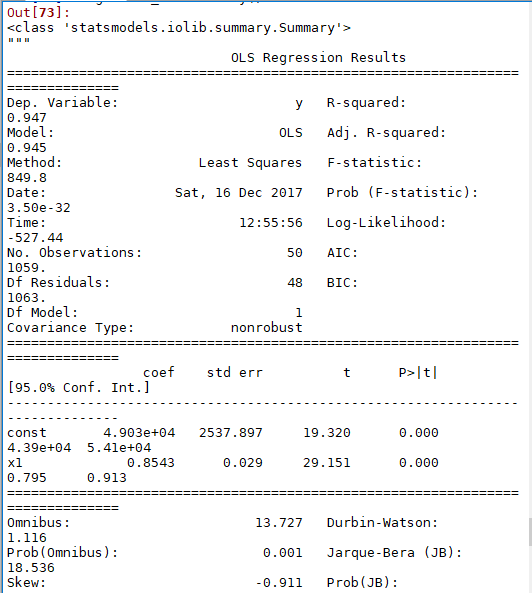 Out[73]:
<class 'statsmodels.iolib.summary.Summary'>
"""
                            OLS Regression Results
================================================================
==============
Dep. Variable:                      y   R-squared:
0.947
Model:                            OLS   Adj. R-squared:
0.945
Method:                 Least Squares   F-statistic:
849.8
Date:                Sat, 16 Dec 2017   Prob (F-statistic):
3.50e-32
Time:                        12:55:56   Log-Likelihood:
-527.44
No. Observations:                  50   AIC:
1059.
Df Residuals:                      48   BIC:
1063.
Df Model:                           1
Covariance Type:            nonrobust
================================================================
==============
                 coef    std err          t      P>|t|
[95.0% Conf. Int.]
----------------------------------------------------------------
--------------
const       4.903e+04   2537.897     19.320      0.000
4.39e+04  5.41e+04
x1             0.8543      0.029     29.151      0.000
0.795     0.913
================================================================
==============
Omnibus:                       13.727   Durbin-Watson:
1.116
Prob(Omnibus):                  0.001   Jarque-Bera (JB):
18.536
Skew:                          -0.911   Prob(JB):